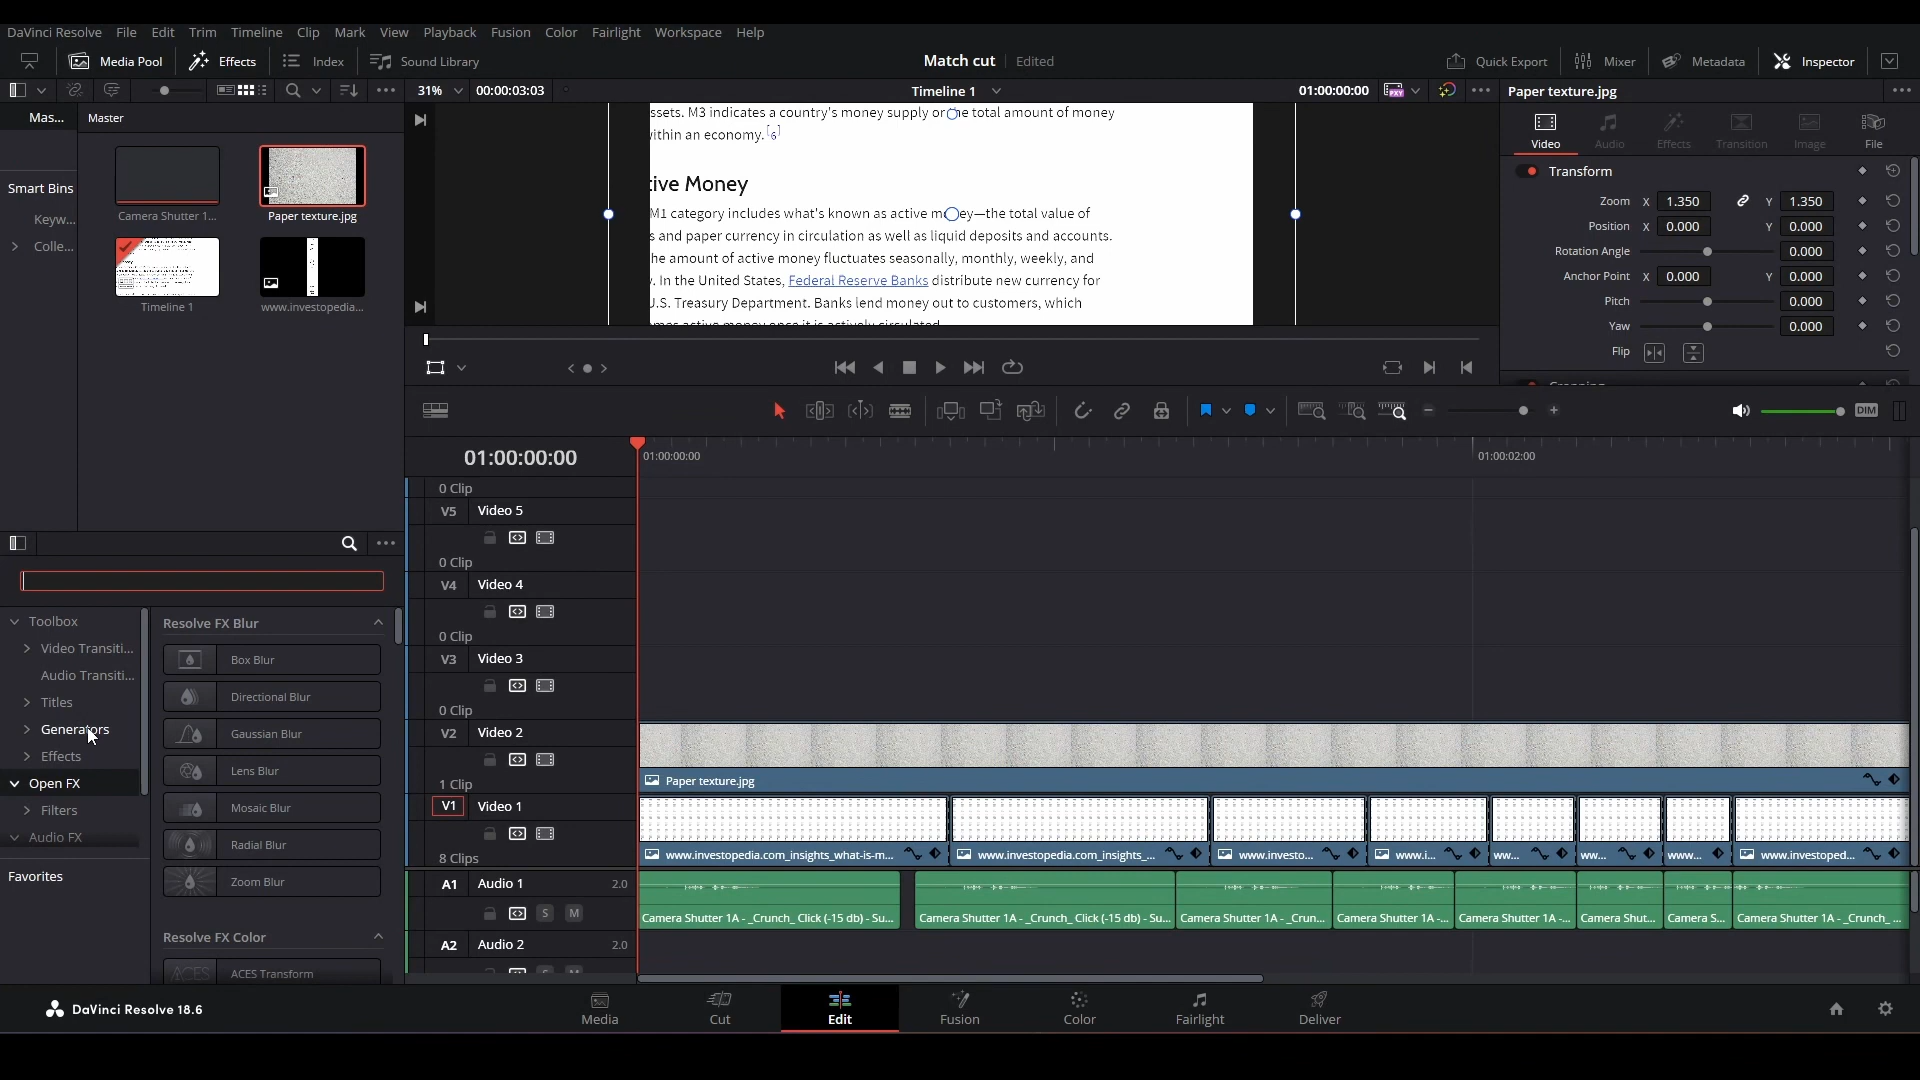 DaVinci Resolve File Edit Trim Timeline Clip Mark View Playback Fusion Color Fairlight Workspace Help
Media Pool Effects Index Sound Library
Match cut Edited
Quick Export Mixer Metadata Inspector
31% 00:00:03:03 Timeline 1 01:00:00:00
Paper texture.jpg
Mas...
Master
Smart Bins
Keyw...
Colle...
Camera Shutter 1...
Paper texture.jpg
Timeline 1
www.investopedia...
ssets. M3 indicates a country's money supply or the total amount of money
within an economy.[6]
tive Money
M1 category includes what's known as active money—the total value of
s and paper currency in circulation as well as liquid deposits and accounts.
he amount of active money fluctuates seasonally, monthly, weekly, and
. In the United States, Federal Reserve Banks distribute new currency for
U.S. Treasury Department. Banks lend money out to customers, which
mes active money once it is actively circulated
Video Audio Effects Transition Image File
Transform
Zoom X 1.350 Y 1.350
Position X 0.000 Y 0.000
Rotation Angle 0.000
Anchor Point X 0.000 Y 0.000
Pitch 0.000
Yaw 0.000
Flip
Cropping
DIM
01:00:00:00
01:00:00:00
01:00:02:00
0 Clip
V5 Video 5
0 Clip
V4 Video 4
0 Clip
V3 Video 3
0 Clip
V2 Video 2
1 Clip
Paper texture.jpg
V1 Video 1
8 Clips
www.investopedia.com_insights_what-is-m...
www.investopedia.com_insights_...
www.investo...
www.i...
ww...
ww...
www...
www.investoped...
A1 Audio 1 2.0
S M
Camera Shutter 1A - _Crunch_ Click (-15 db) - Su...
Camera Shutter 1A - _Crunch_ Click (-15 db) - Su...
Camera Shutter 1A - _Crun...
Camera Shutter 1A -...
Camera Shutter 1A -...
Camera Shut...
Camera S...
Camera Shutter 1A - _Crunch_ ...
A2 Audio 2 2.0
S M
Toolbox
Video Transiti...
Audio Transiti...
Titles
Generators
Effects
Open FX
Filters
Audio FX
Favorites
Resolve FX Blur
Box Blur
Directional Blur
Gaussian Blur
Lens Blur
Mosaic Blur
Radial Blur
Zoom Blur
Resolve FX Color
ACES Transform
DaVinci Resolve 18.6
Media Cut Edit Fusion Color Fairlight Deliver